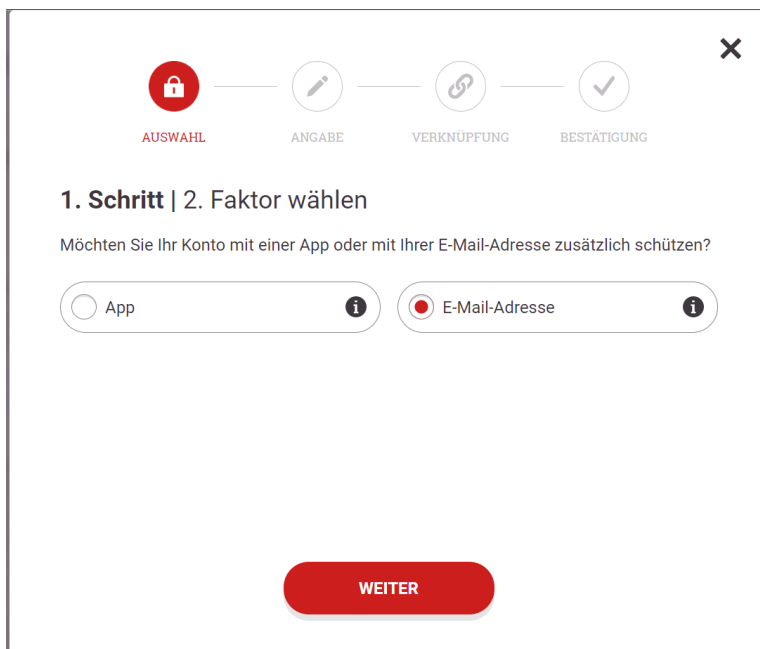 AUSWAHL ANGABE VERKNÜPFUNG BESTÄTIGUNG
1. Schritt | 2. Faktor wählen
Möchten Sie Ihr Konto mit einer App oder mit Ihrer E-Mail-Adresse zusätzlich schützen?
App E-Mail-Adresse
WEITER